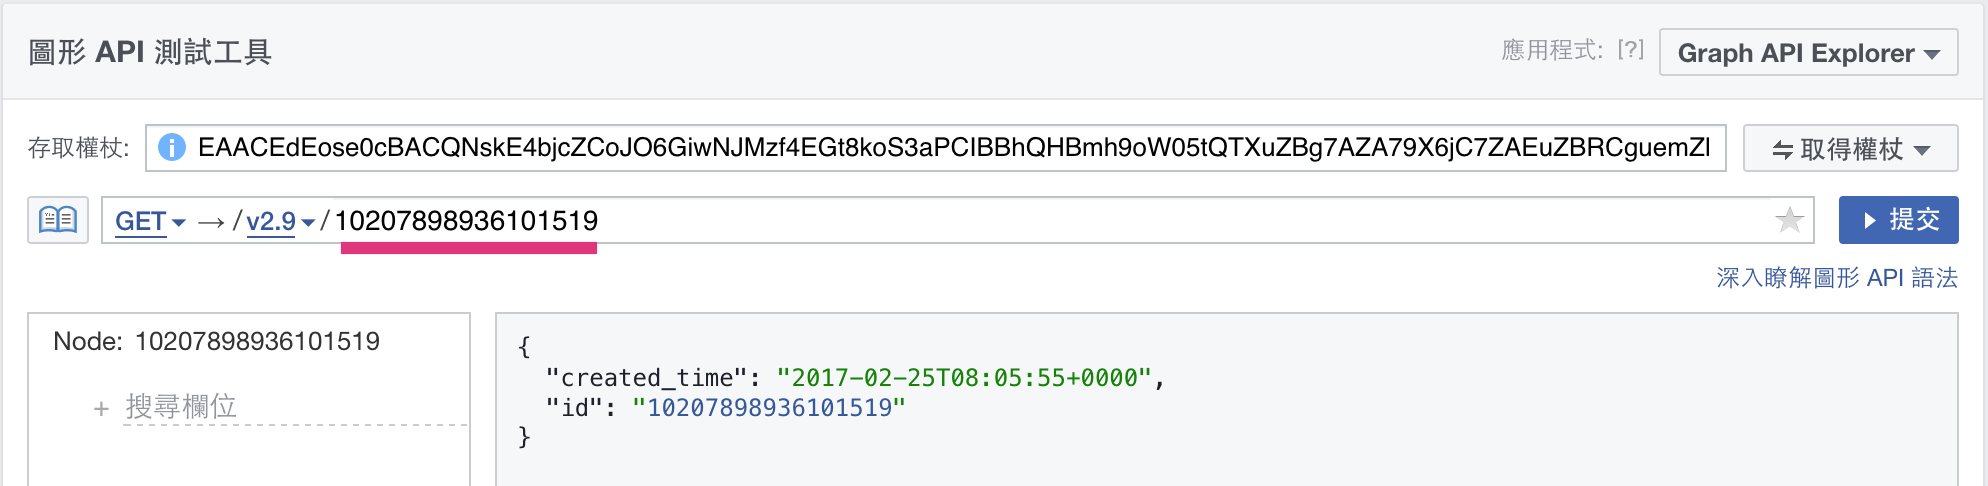 圖形 API 測試工具
應用程式: [?] Graph API Explorer
存取權杖: EAACEdEose0cBACQNskE4bjcZCoJO6GiwNJMzf4EGt8koS3aPCIBBhQHBmh9oW05tQTXuZBg7AZA79X6jC7ZAEuZBRCguemZI 取得權杖
GET → / v2.9 / 10207898936101519 提交
深入瞭解圖形 API 語法
Node: 10207898936101519
+ 搜尋欄位
{
"created_time": "2017-02-25T08:05:55+0000",
"id": "10207898936101519"
}